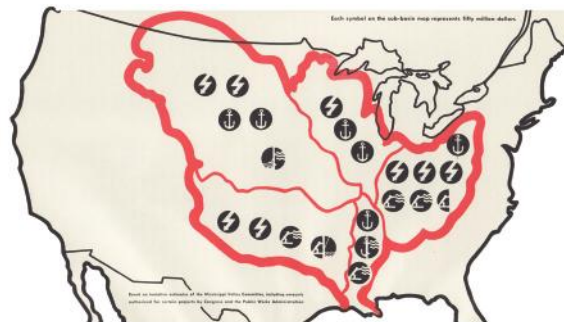 Each symbol on the sub-basin map represents fifty million dollars.
Based on tentative estimates of the Mississippi Valley Committee, including amounts
authorized for certain projects by Congress and the Public Works Administration.